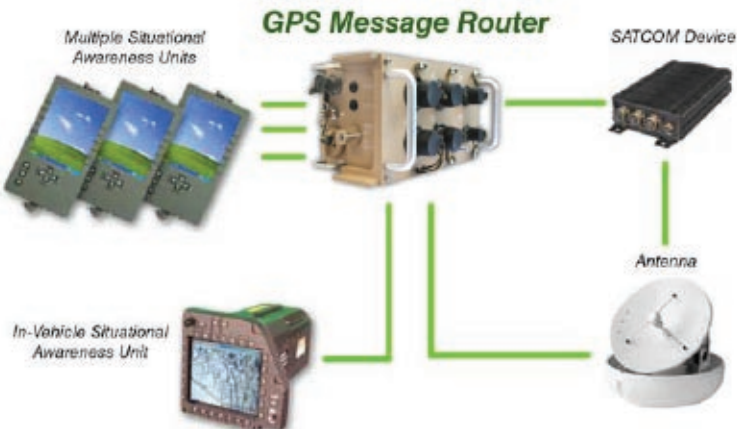 GPS Message Router
Multiple Situational
Awareness Units
SATCOM Device
Antenna
In-Vehicle Situational
Awareness Unit